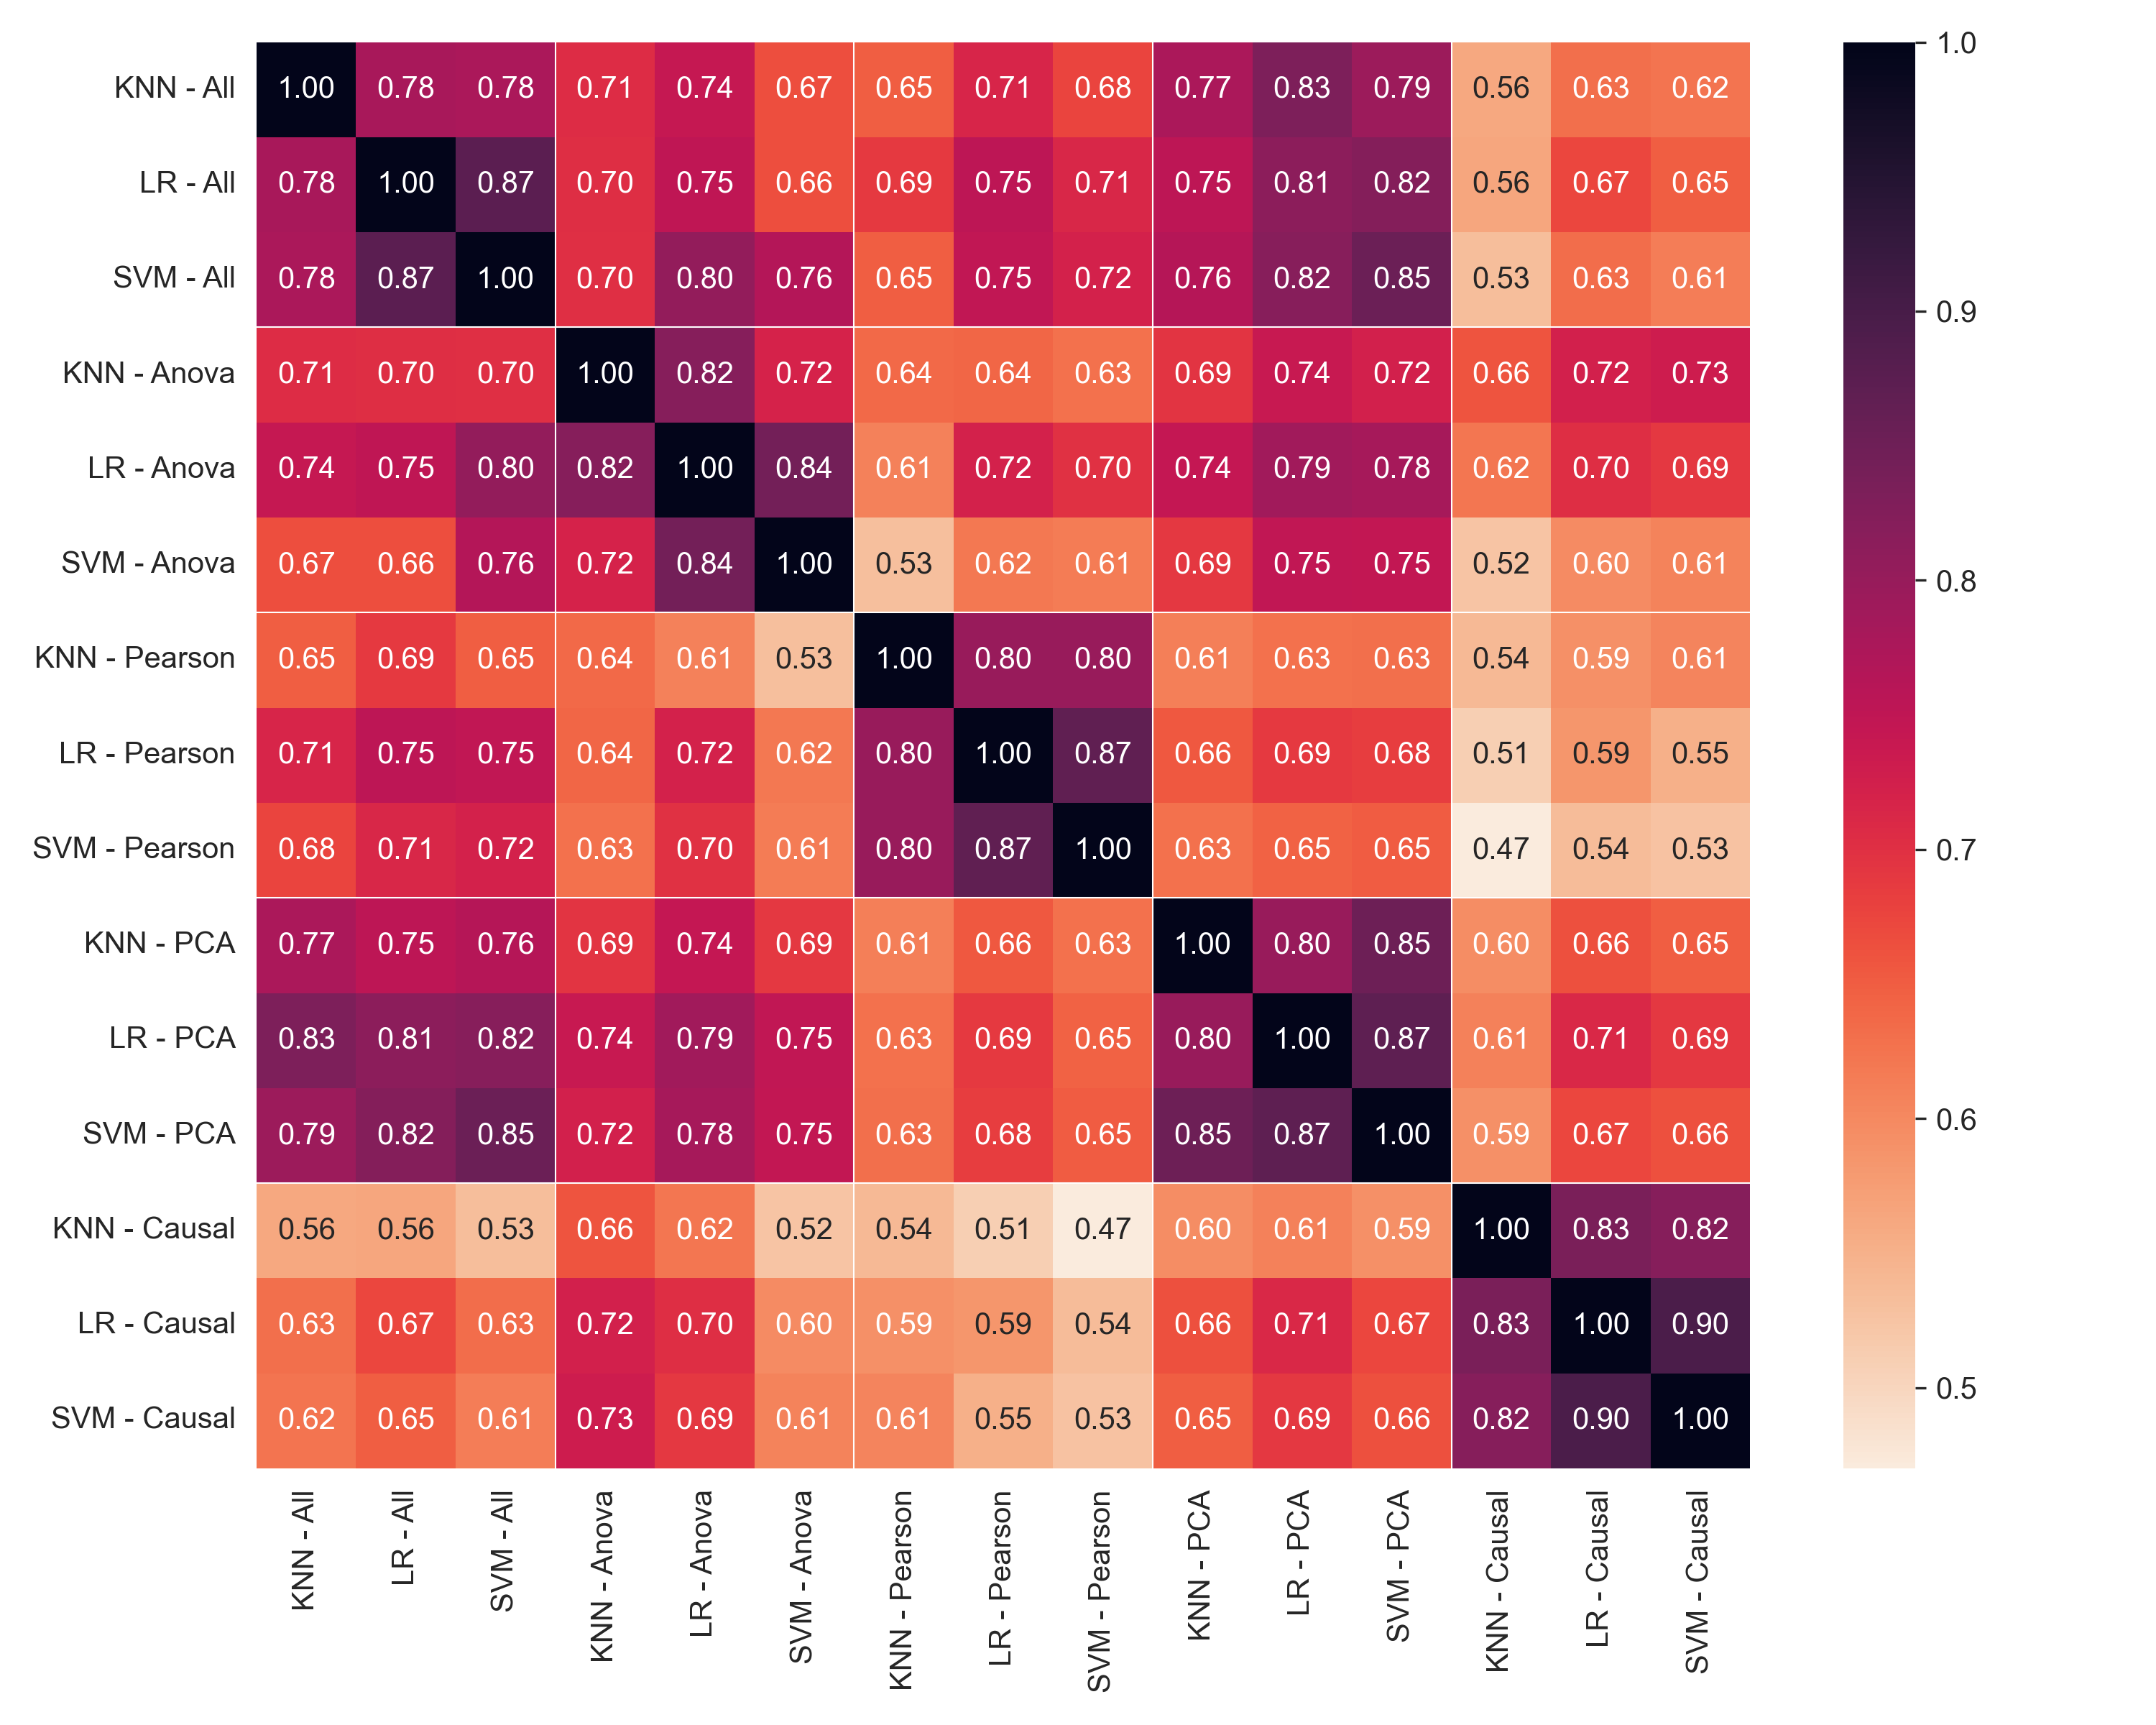 KNN - All 1.00 0.78 0.78 0.71 0.74 0.67 0.65 0.71 0.68 0.77 0.83 0.79 0.56 0.63 0.62
LR - All 0.78 1.00 0.87 0.70 0.75 0.66 0.69 0.75 0.71 0.75 0.81 0.82 0.56 0.67 0.65
SVM - All 0.78 0.87 1.00 0.70 0.80 0.76 0.65 0.75 0.72 0.76 0.82 0.85 0.53 0.63 0.61
KNN - Anova 0.71 0.70 0.70 1.00 0.82 0.72 0.64 0.64 0.63 0.69 0.74 0.72 0.66 0.72 0.73
LR - Anova 0.74 0.75 0.80 0.82 1.00 0.84 0.61 0.72 0.70 0.74 0.79 0.78 0.62 0.70 0.69
SVM - Anova 0.67 0.66 0.76 0.72 0.84 1.00 0.53 0.62 0.61 0.69 0.75 0.75 0.52 0.60 0.61
KNN - Pearson 0.65 0.69 0.65 0.64 0.61 0.53 1.00 0.80 0.80 0.61 0.63 0.63 0.54 0.59 0.61
LR - Pearson 0.71 0.75 0.75 0.64 0.72 0.62 0.80 1.00 0.87 0.66 0.69 0.68 0.51 0.59 0.55
SVM - Pearson 0.68 0.71 0.72 0.63 0.70 0.61 0.80 0.87 1.00 0.63 0.65 0.65 0.47 0.54 0.53
KNN - PCA 0.77 0.75 0.76 0.69 0.74 0.69 0.61 0.66 0.63 1.00 0.80 0.85 0.60 0.66 0.65
LR - PCA 0.83 0.81 0.82 0.74 0.79 0.75 0.63 0.69 0.65 0.80 1.00 0.87 0.61 0.71 0.69
SVM - PCA 0.79 0.82 0.85 0.72 0.78 0.75 0.63 0.68 0.65 0.85 0.87 1.00 0.59 0.67 0.66
KNN - Causal 0.56 0.56 0.53 0.66 0.62 0.52 0.54 0.51 0.47 0.60 0.61 0.59 1.00 0.83 0.82
LR - Causal 0.63 0.67 0.63 0.72 0.70 0.60 0.59 0.59 0.54 0.66 0.71 0.67 0.83 1.00 0.90
SVM - Causal 0.62 0.65 0.61 0.73 0.69 0.61 0.61 0.55 0.53 0.65 0.69 0.66 0.82 0.90 1.00
KNN - All
LR - All
SVM - All
KNN - Anova
LR - Anova
SVM - Anova
KNN - Pearson
LR - Pearson
SVM - Pearson
KNN - PCA
LR - PCA
SVM - PCA
KNN - Causal
LR - Causal
SVM - Causal
1.0
0.9
0.8
0.7
0.6
0.5